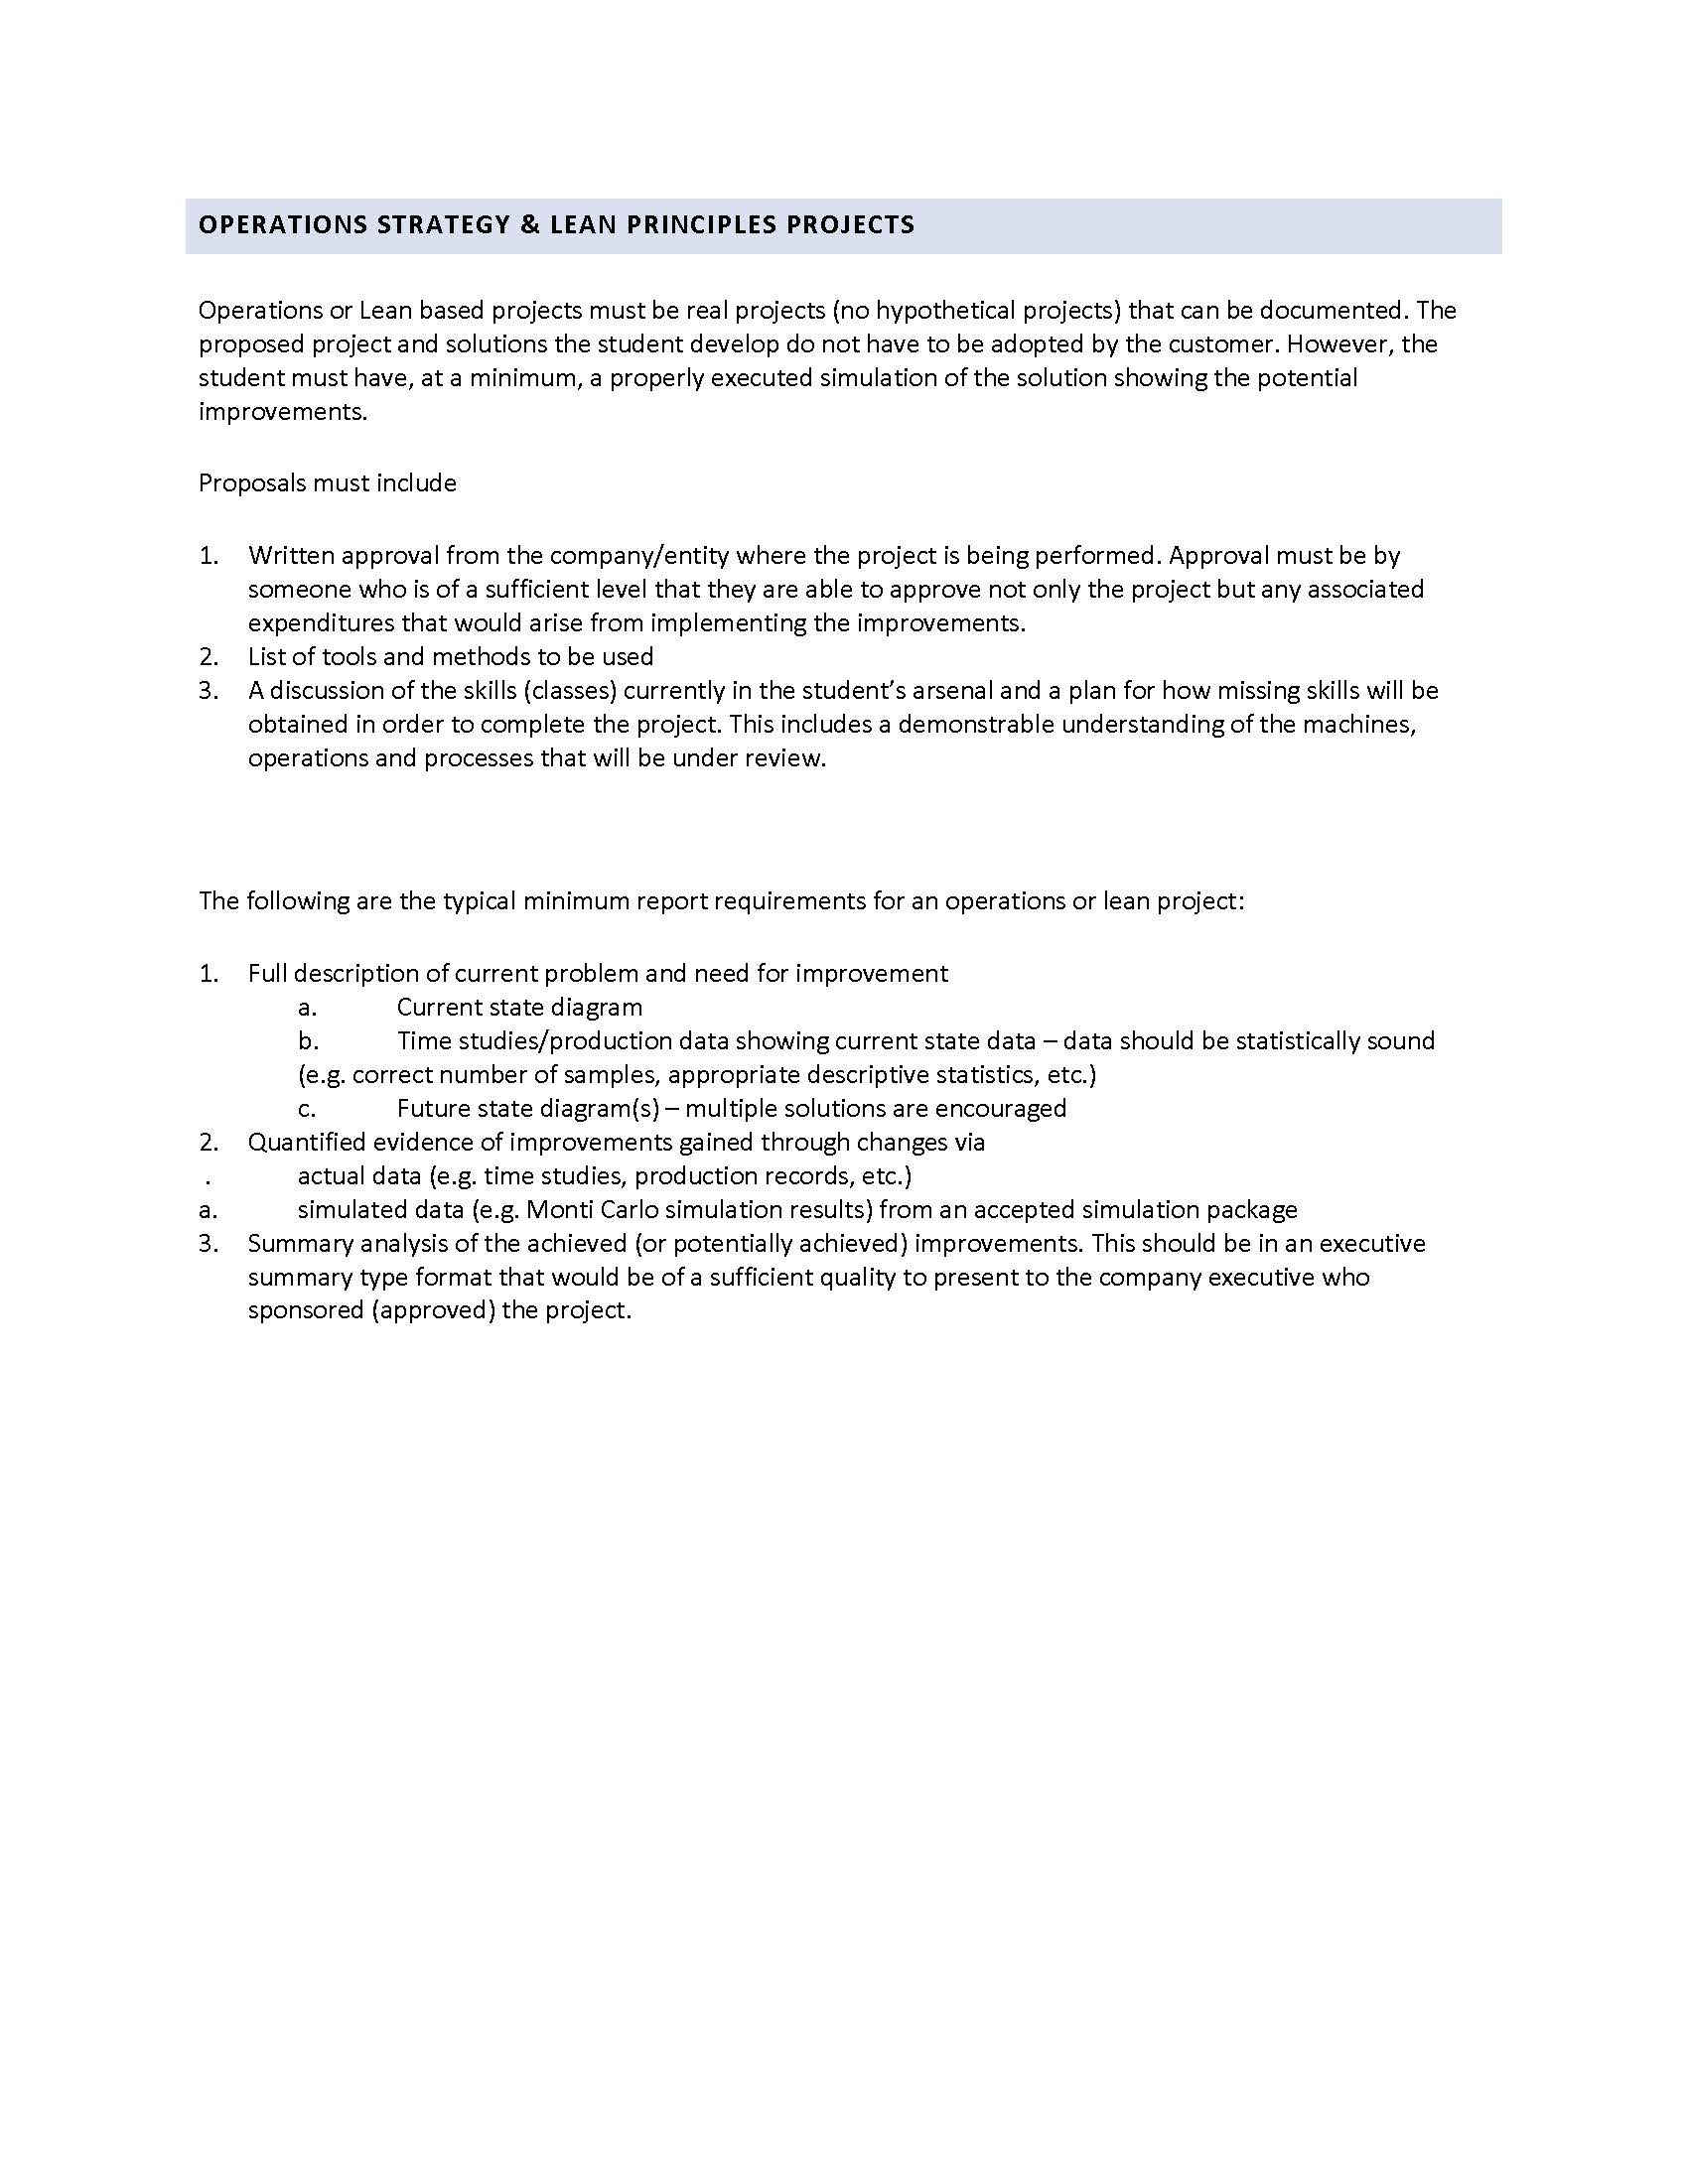 OPERATIONS STRATEGY & LEAN PRINCIPLES PROJECTS
Operations or Lean based projects must be real projects (no hypothetical projects) that can be documented. The
proposed project and solutions the student develop do not have to be adopted by the customer. However, the
student must have, at a minimum, a properly executed simulation of the solution showing the potential
improvements.
Proposals must include
1. Written approval from the company/entity where the project is being performed. Approval must be by
someone who is of a sufficient level that they are able to approve not only the project but any associated
expenditures that would arise from implementing the improvements.
2. List of tools and methods to be used
3. A discussion of the skills (classes) currently in the student’s arsenal and a plan for how missing skills will be
obtained in order to complete the project. This includes a demonstrable understanding of the machines,
operations and processes that will be under review.
The following are the typical minimum report requirements for an operations or lean project:
1. Full description of current problem and need for improvement
a. Current state diagram
b. Time studies/production data showing current state data – data should be statistically sound
(e.g. correct number of samples, appropriate descriptive statistics, etc.)
c. Future state diagram(s) – multiple solutions are encouraged
2. Quantified evidence of improvements gained through changes via
. actual data (e.g. time studies, production records, etc.)
a. simulated data (e.g. Monti Carlo simulation results) from an accepted simulation package
3. Summary analysis of the achieved (or potentially achieved) improvements. This should be in an executive
summary type format that would be of a sufficient quality to present to the company executive who
sponsored (approved) the project.